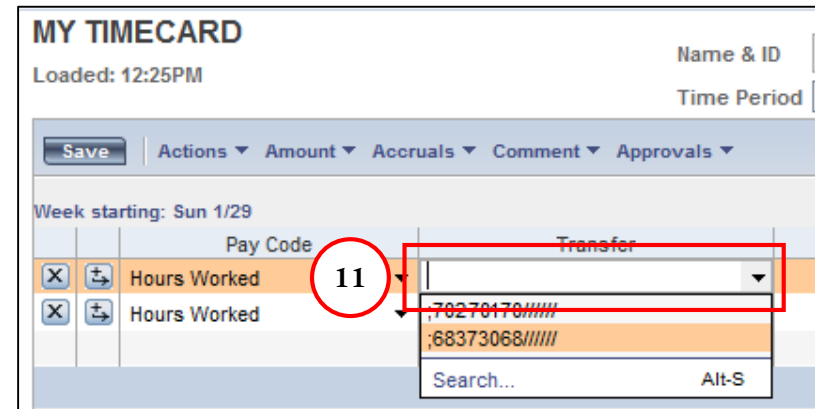 MY TIMECARD
Loaded: 12:25PM
Name & ID
Time Period
Save Actions Amount Accruals Comment Approvals
Week starting: Sun 1/29
Pay Code Transfer
Hours Worked 11
Hours Worked ;78270178//////
;68373068//////
Search... Alt-S